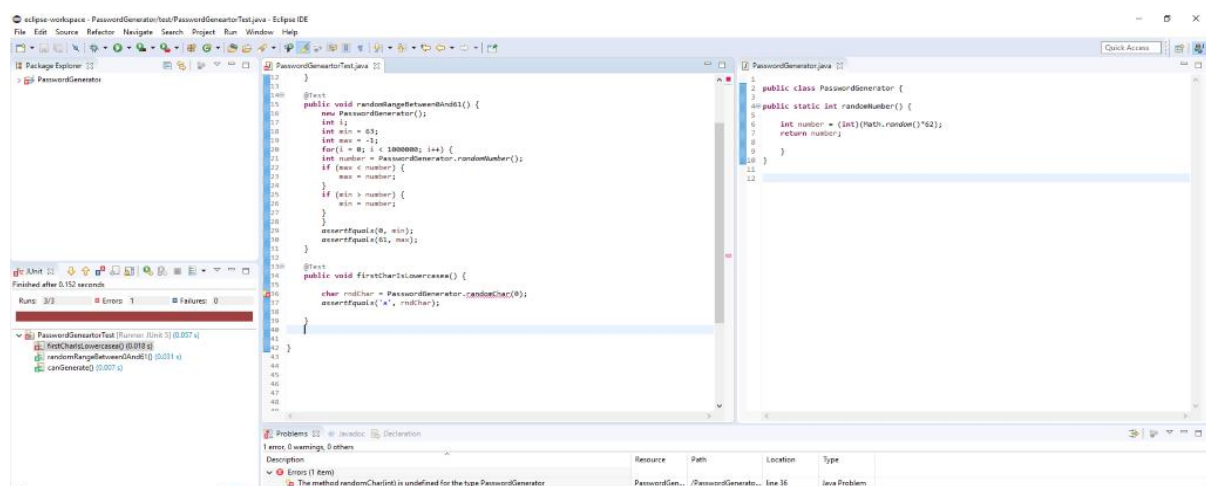 eclipse-workspace - PasswordGenerator/test/PasswordGeneartorTest.java - Eclipse IDE
File Edit Source Refactor Navigate Search Project Run Window Help
Quick Access
Package Explorer
PasswordGenerator
JUnit
Finished after 0.152 seconds
Runs: 3/3 Errors: 1 Failures: 0
PasswordGeneartorTest [Runner: JUnit 5] (0.057 s)
firstCharIsLowercasea() (0.018 s)
randomRangeBetween0And61() (0.031 s)
canGenerate() (0.007 s)
PasswordGeneartorTest.java
12 }
13
14 @Test
15 public void randomRangeBetween0And61() {
16 new PasswordGenerator();
17 int i;
18 int min = 63;
19 int max = -1;
20 for(i = 0; i < 1000000; i++) {
21 int number = PasswordGenerator.randomNumber();
22 if (max < number) {
23 max = number;
24 }
25 if (min > number) {
26 min = number;
27 }
28 }
29 assertEquals(0, min);
30 assertEquals(61, max);
31 }
32
33 @Test
34 public void firstCharIsLowercasea() {
35
36 char rndChar = PasswordGenerator.randomChar(0);
37 assertEquals('a', rndChar);
38
39 }
40
41
42 }
43
44
45
46
47
48
PasswordGenerator.java
1
2 public class PasswordGenerator {
3
4 public static int randomNumber() {
5
6 int number = (int)(Math.random()*62);
7 return number;
8
9 }
10 }
11
12
Problems Javadoc Declaration
1 error, 0 warnings, 0 others
Description Resource Path Location Type
Errors (1 item)
The method randomChar(int) is undefined for the type PasswordGenerator PasswordGen... /PasswordGenerato... line 36 Java Problem